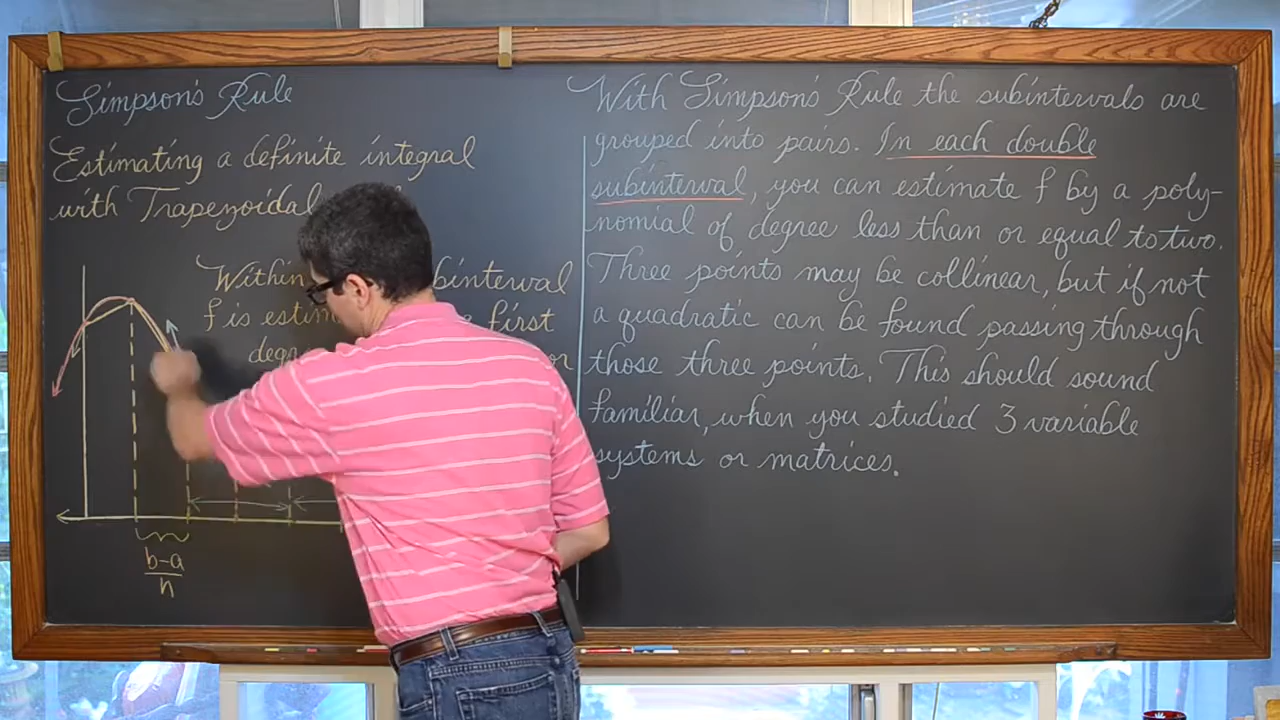 Simpson's Rule
Estimating a definite integral
with Trapezoidal
Within binterval
f is first
or
b-a
n
With Simpson's Rule the subintervals are
grouped into pairs. In each double
subinterval, you can estimate f by a poly-
nomial of degree less than or equal to two.
Three points may be collinear, but if not
a quadratic can be found passing through
those three points. This should sound
familiar, when you studied 3 variable
systems or matrices.